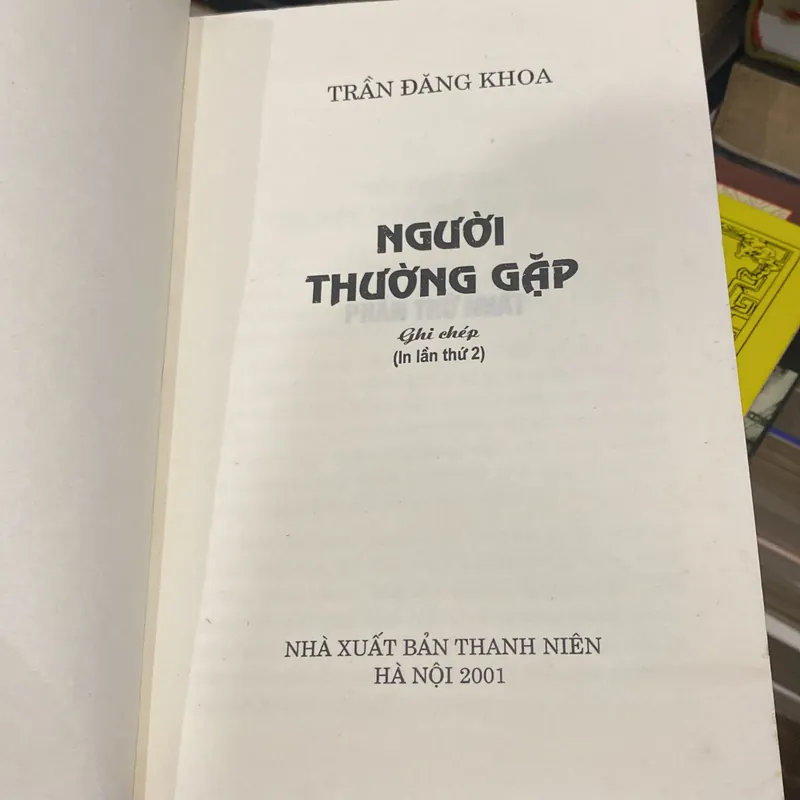 TRẦN ĐĂNG KHOA
NGƯỜI
THƯỜNG GẶP
Ghi chép
(In lần thứ 2)
NHÀ XUẤT BẢN THANH NIÊN
HÀ NỘI 2001